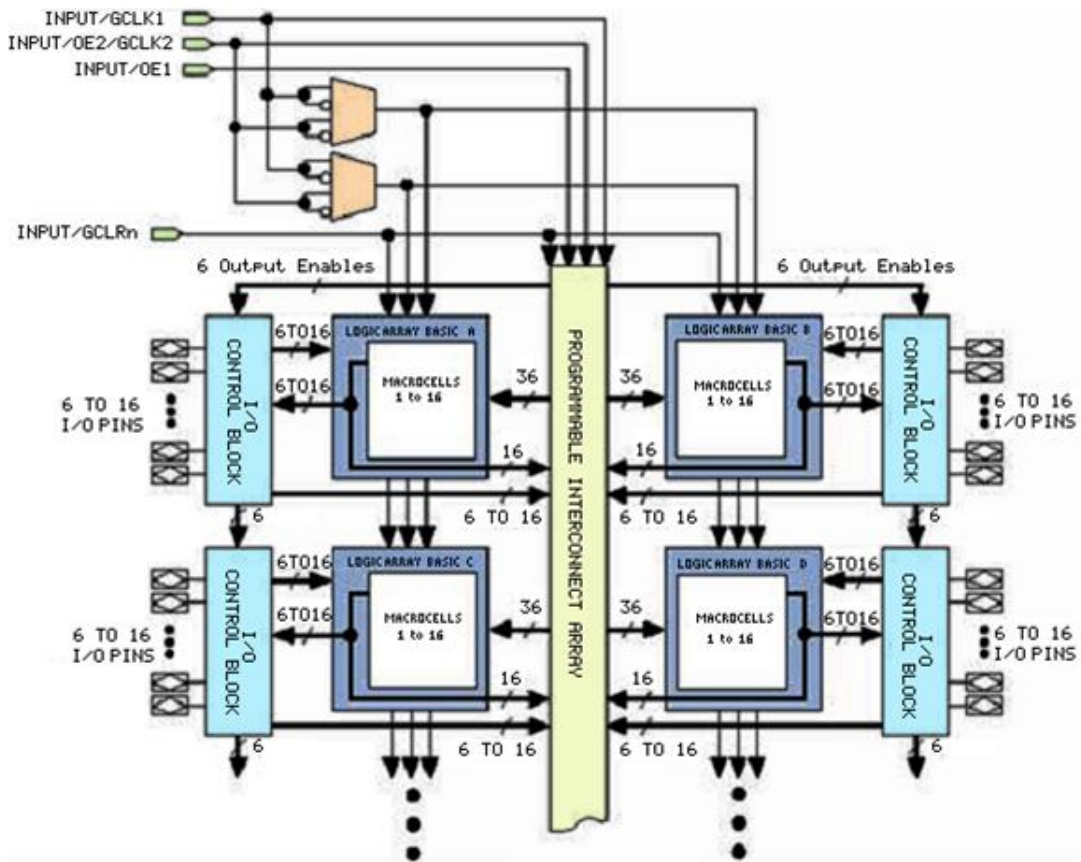 INPUT/GCLK1
INPUT/OE2/GCLK2
INPUT/OE1
INPUT/GCLRn
6 Output Enables
6 Output Enables
6TO16
LOGICARRAY BASIC A
MACROCELLS
1 to 16
6TO16
36
16
6 TO 16
I/O
CONTROL BLOCK
6 TO 16
I/O PINS
6
PROGRAMMABLE INTERCONNECT ARRAY
LOGICARRAY BASIC B
MACROCELLS
1 to 16
6TO16
6TO16
36
16
6 TO 16
I/O
CONTROL BLOCK
6 TO 16
I/O PINS
6
6TO16
LOGICARRAY BASIC C
MACROCELLS
1 to 16
6TO16
36
16
6 TO 16
I/O
CONTROL BLOCK
6 TO 16
I/O PINS
6
LOGICARRAY BASIC D
MACROCELLS
1 to 16
6TO16
6TO16
36
16
6 TO 16
I/O
CONTROL BLOCK
6 TO 16
I/O PINS
6